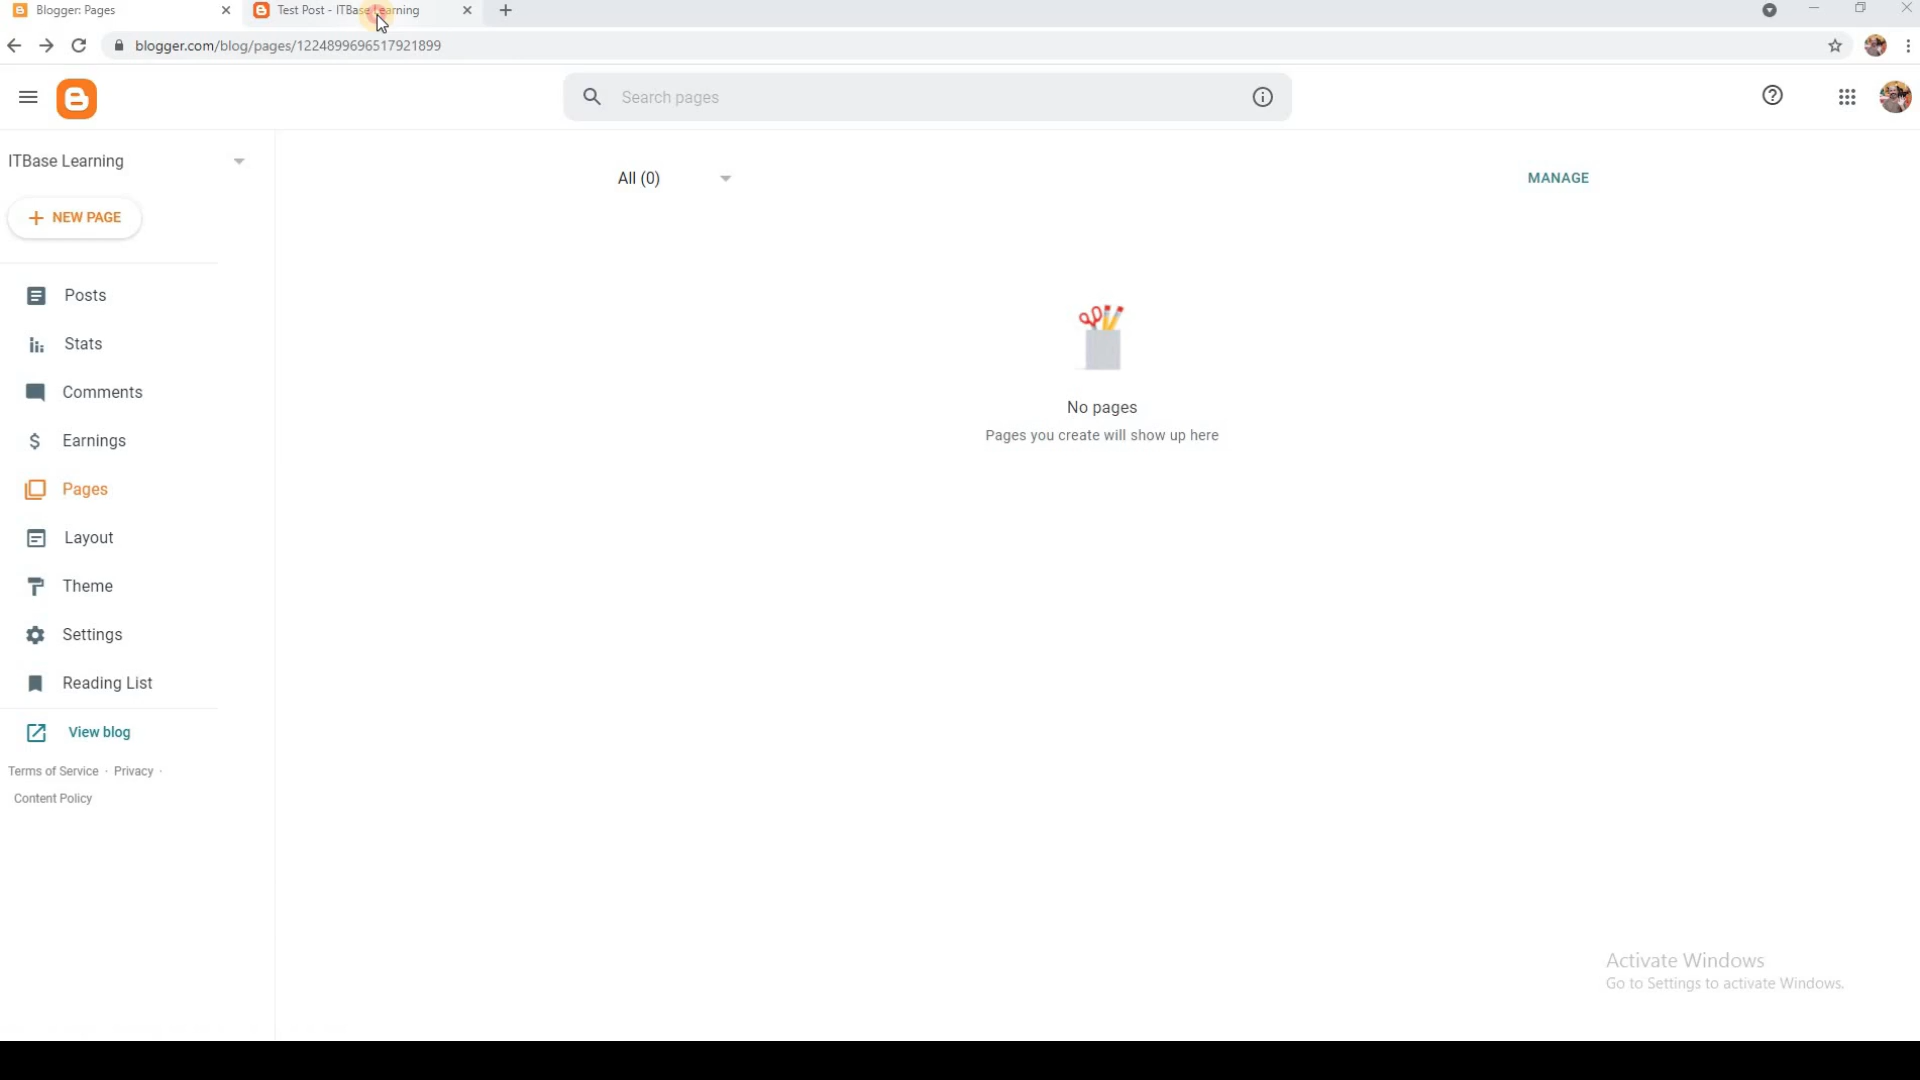 Blogger: Pages
Test Post - ITBase Learning
blogger.com/blog/pages/1224899696517921899
Search pages
ITBase Learning
All (0)
MANAGE
NEW PAGE
Posts
Stats
Comments
Earnings
Pages
Layout
Theme
Settings
Reading List
View blog
Terms of Service · Privacy ·
Content Policy
No pages
Pages you create will show up here
Activate Windows
Go to Settings to activate Windows.